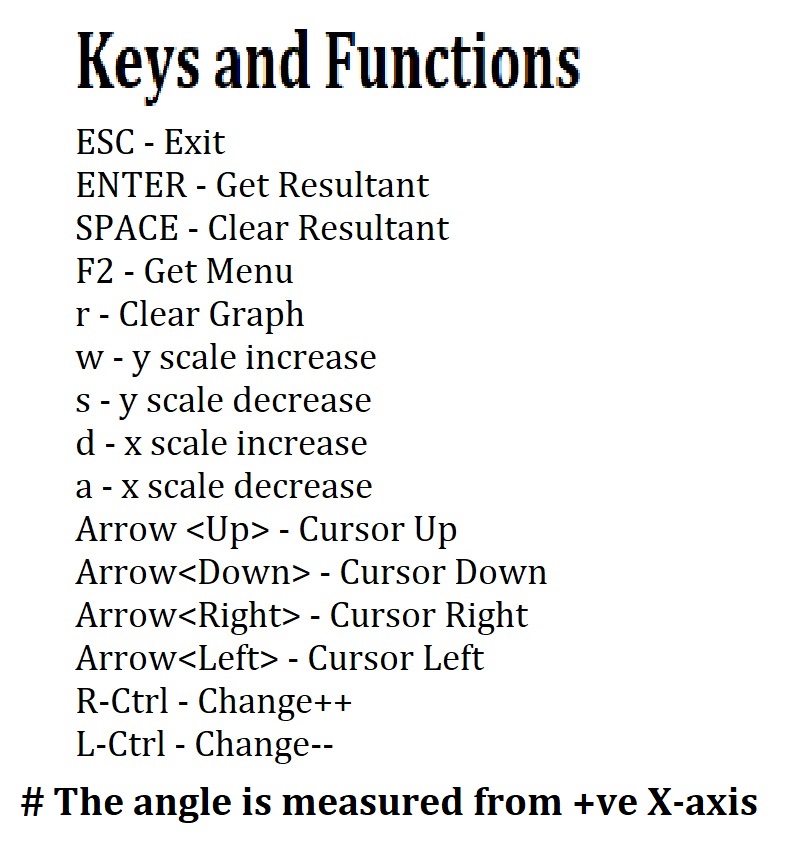 Keys and Functions
ESC - Exit
ENTER - Get Resultant
SPACE - Clear Resultant
F2 - Get Menu
r - Clear Graph
w - y scale increase
s - y scale decrease
d - x scale increase
a - x scale decrease
Arrow <Up> - Cursor Up
Arrow<Down> - Cursor Down
Arrow<Right> - Cursor Right
Arrow<Left> - Cursor Left
R-Ctrl - Change++
L-Ctrl - Change--
# The angle is measured from +ve X-axis